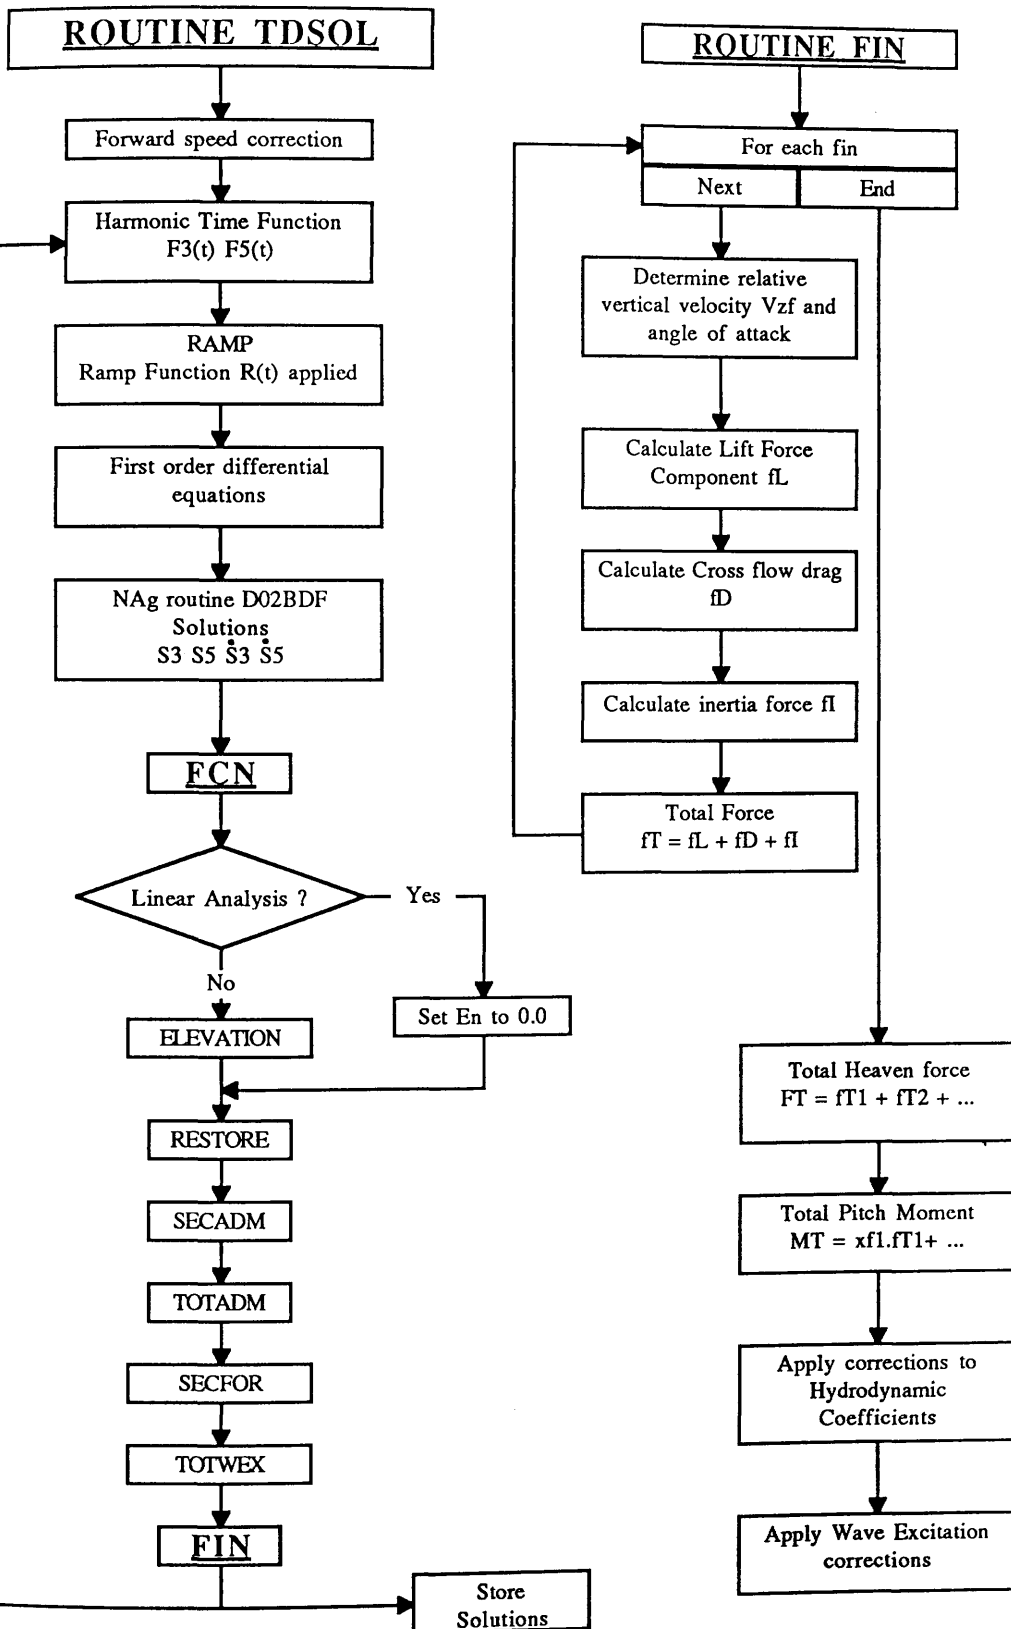 ROUTINE TDSOL
Forward speed correction
Harmonic Time Function
F3(t) F5(t)
RAMP
Ramp Function R(t) applied
First order differential
equations
NAg routine D02BDF
Solutions
S3 S5 Ṡ3 Ṡ5
FCN
Linear Analysis ?
Yes
No
Set En to 0.0
ELEVATION
RESTORE
SECADM
TOTADM
SECFOR
TOTWEX
FIN
Store
Solutions
ROUTINE FIN
For each fin
Next
End
Determine relative
vertical velocity Vzf and
angle of attack
Calculate Lift Force
Component fL
Calculate Cross flow drag
fD
Calculate inertia force fI
Total Force
fT = fL + fD + fI
Total Heaven force
FT = fT1 + fT2 + ...
Total Pitch Moment
MT = xf1.fT1+ ...
Apply corrections to
Hydrodynamic
Coefficients
Apply Wave Excitation
corrections